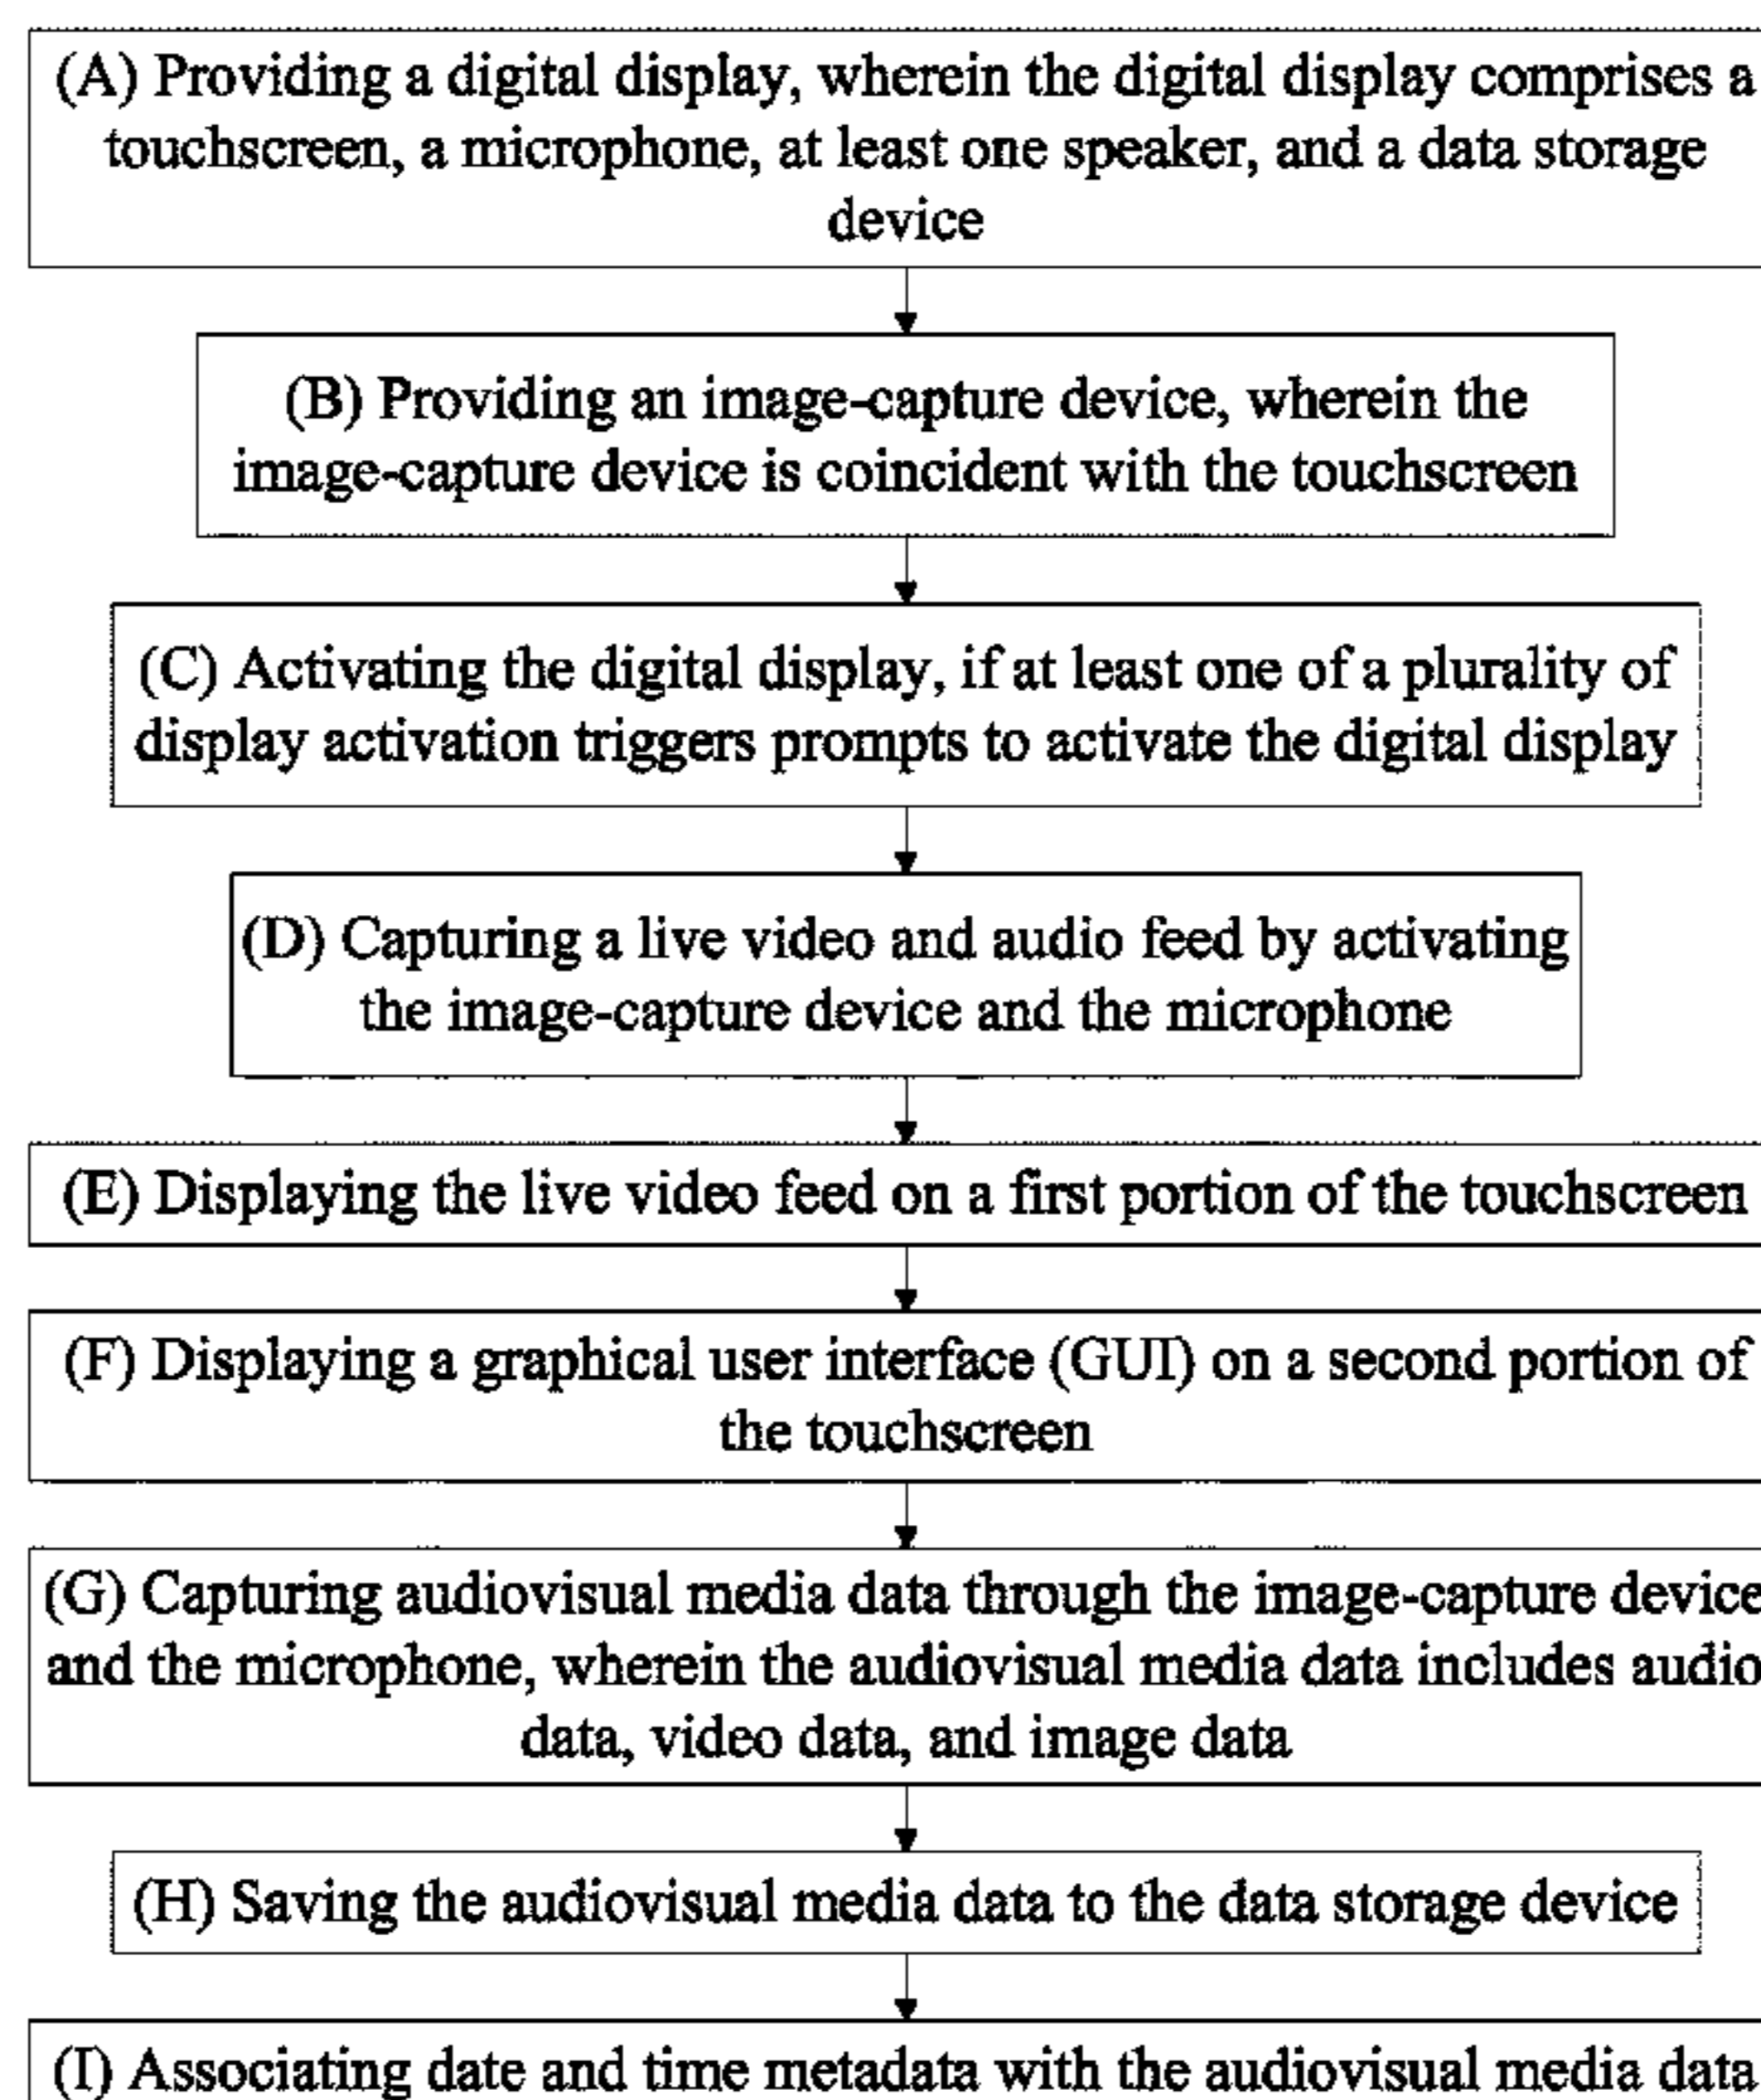 (A) Providing a digital display, wherein the digital display comprises a
touchscreen, a microphone, at least one speaker, and a data storage
device
(B) Providing an image-capture device, wherein the
image-capture device is coincident with the touchscreen
(C) Activating the digital display, if at least one of a plurality of
display activation triggers prompts to activate the digital display
(D) Capturing a live video and audio feed by activating
the image-capture device and the microphone
(E) Displaying the live video feed on a first portion of the touchscreen
(F) Displaying a graphical user interface (GUI) on a second portion of
the touchscreen
(G) Capturing audiovisual media data through the image-capture device
and the microphone, wherein the audiovisual media data includes audio
data, video data, and image data
(H) Saving the audiovisual media data to the data storage device
(I) Associating date and time metadata with the audiovisual media data